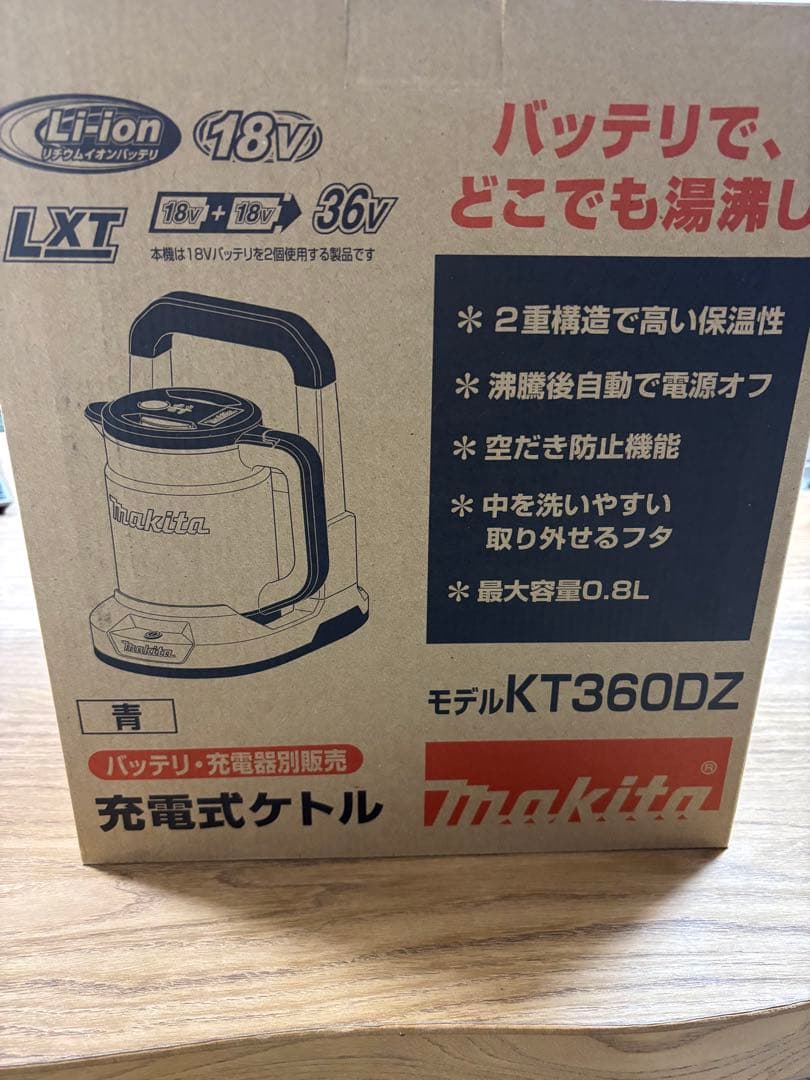 Li-ion
リチウムイオンバッテリ
18V
LXT
18V + 18V
36V
本機は18Vバッテリを2個使用する製品です
バッテリで、
どこでも湯沸し
＊2重構造で高い保温性
＊沸騰後自動で電源オフ
＊空だき防止機能
＊中を洗いやすい
取り外せるフタ
＊最大容量0.8L
makita
makita
青
モデルKT360DZ
バッテリ・充電器別販売
充電式ケトル
makita®